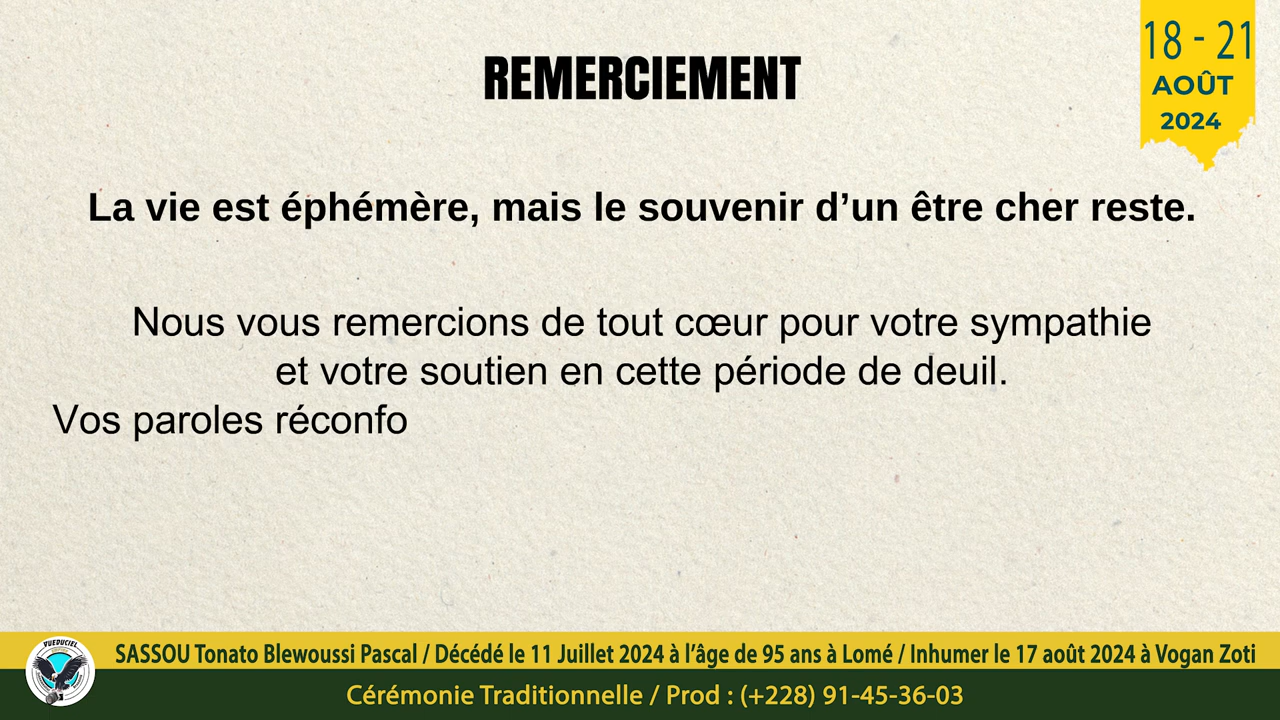 18 - 21
AOÛT
2024
REMERCIEMENT
La vie est éphémère, mais le souvenir d’un être cher reste.
Nous vous remercions de tout cœur pour votre sympathie
et votre soutien en cette période de deuil.
Vos paroles réconfo
VUEDUCIEL
SASSOU Tonato Blewoussi Pascal / Décédé le 11 Juillet 2024 à l’âge de 95 ans à Lomé / Inhumer le 17 août 2024 à Vogan Zoti
Cérémonie Traditionnelle / Prod : (+228) 91-45-36-03